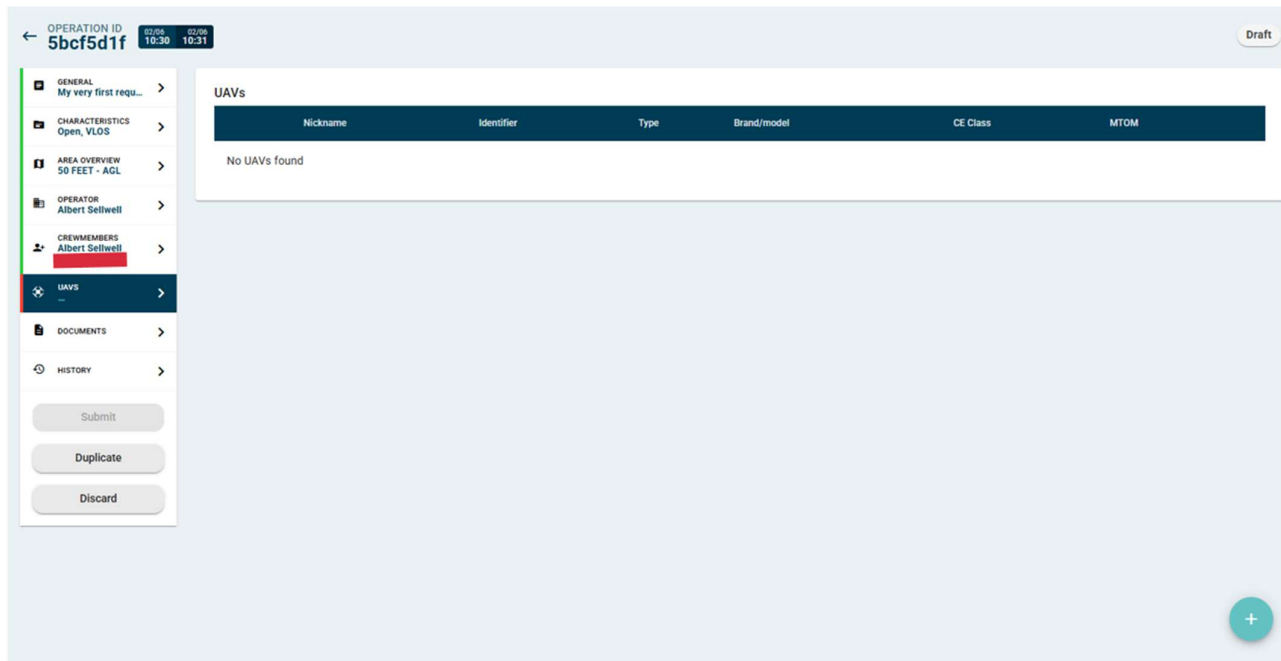 OPERATION ID
5bcf5d1f
02/06 02/06
10:30 10:31
Draft
GENERAL
My very first requ...
CHARACTERISTICS
Open, VLOS
AREA OVERVIEW
50 FEET - AGL
OPERATOR
Albert Sellwell
CREWMEMBERS
Albert Sellwell
UAVS
...
DOCUMENTS
HISTORY
Submit
Duplicate
Discard
UAVs
Nickname Identifier Type Brand/model CE Class MTOM
No UAVs found
+